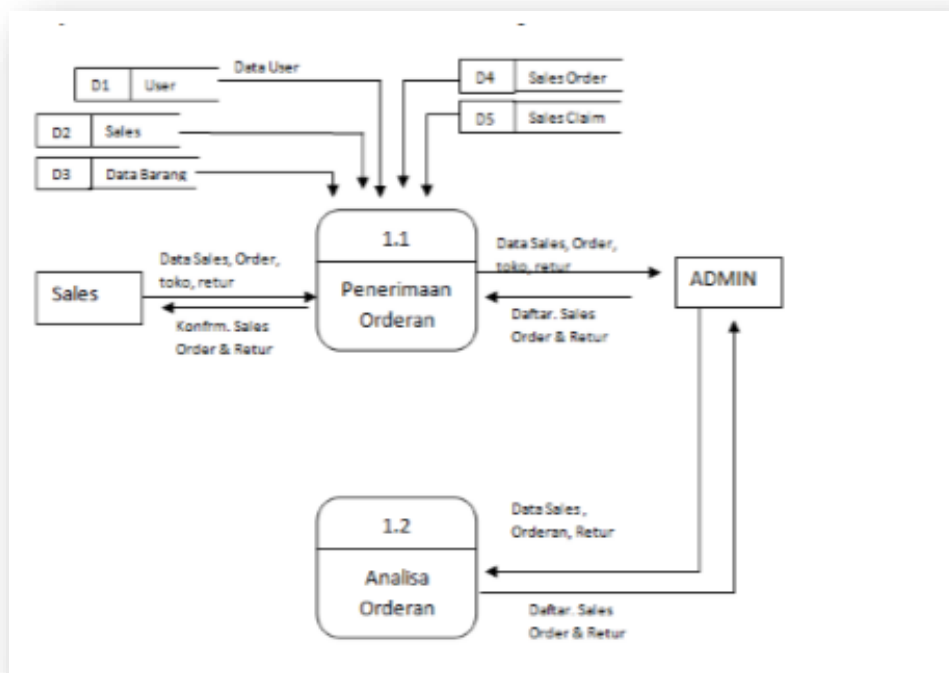 Data User
D1 User
D4 Sales Order
D2 Sales
D5 Sales Claim
D3 Data Barang
1.1
Penerimaan
Orderan
Data Sales, Order,
toko, retur
Sales
Konfrm. Sales
Order & Retur
Data Sales, Order,
toko, retur
ADMIN
Daftar. Sales
Order & Retur
1.2
Analisa
Orderan
Data Sales,
Orderan, Retur
Daftar. Sales
Order & Retur